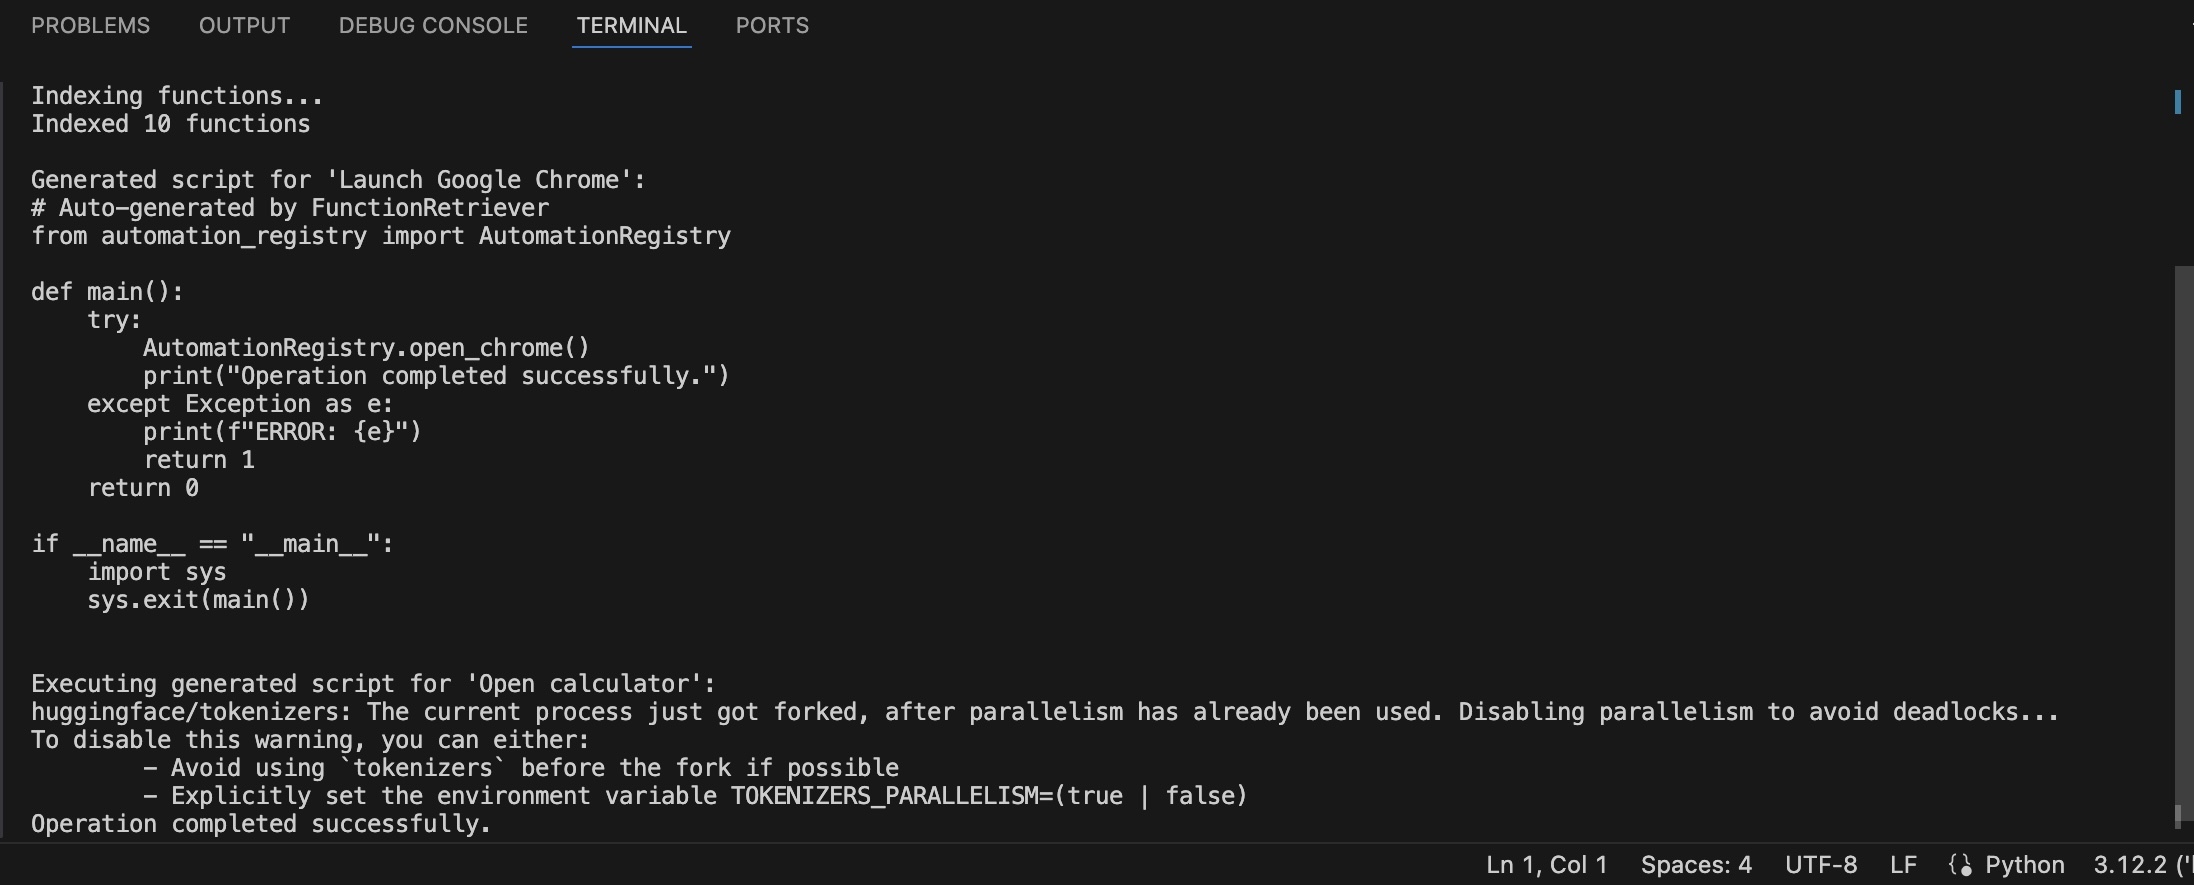 PROBLEMS OUTPUT DEBUG CONSOLE TERMINAL PORTS
Indexing functions...
Indexed 10 functions
Generated script for 'Launch Google Chrome':
# Auto-generated by FunctionRetriever
from automation_registry import AutomationRegistry
def main():
    try:
        AutomationRegistry.open_chrome()
        print("Operation completed successfully.")
    except Exception as e:
        print(f"ERROR: {e}")
        return 1
    return 0
if __name__ == "__main__":
    import sys
    sys.exit(main())
Executing generated script for 'Open calculator':
huggingface/tokenizers: The current process just got forked, after parallelism has already been used. Disabling parallelism to avoid deadlocks...
To disable this warning, you can either:
        - Avoid using `tokenizers` before the fork if possible
        - Explicitly set the environment variable TOKENIZERS_PARALLELISM=(true | false)
Operation completed successfully.
Ln 1, Col 1 Spaces: 4 UTF-8 LF Python 3.12.2 ('